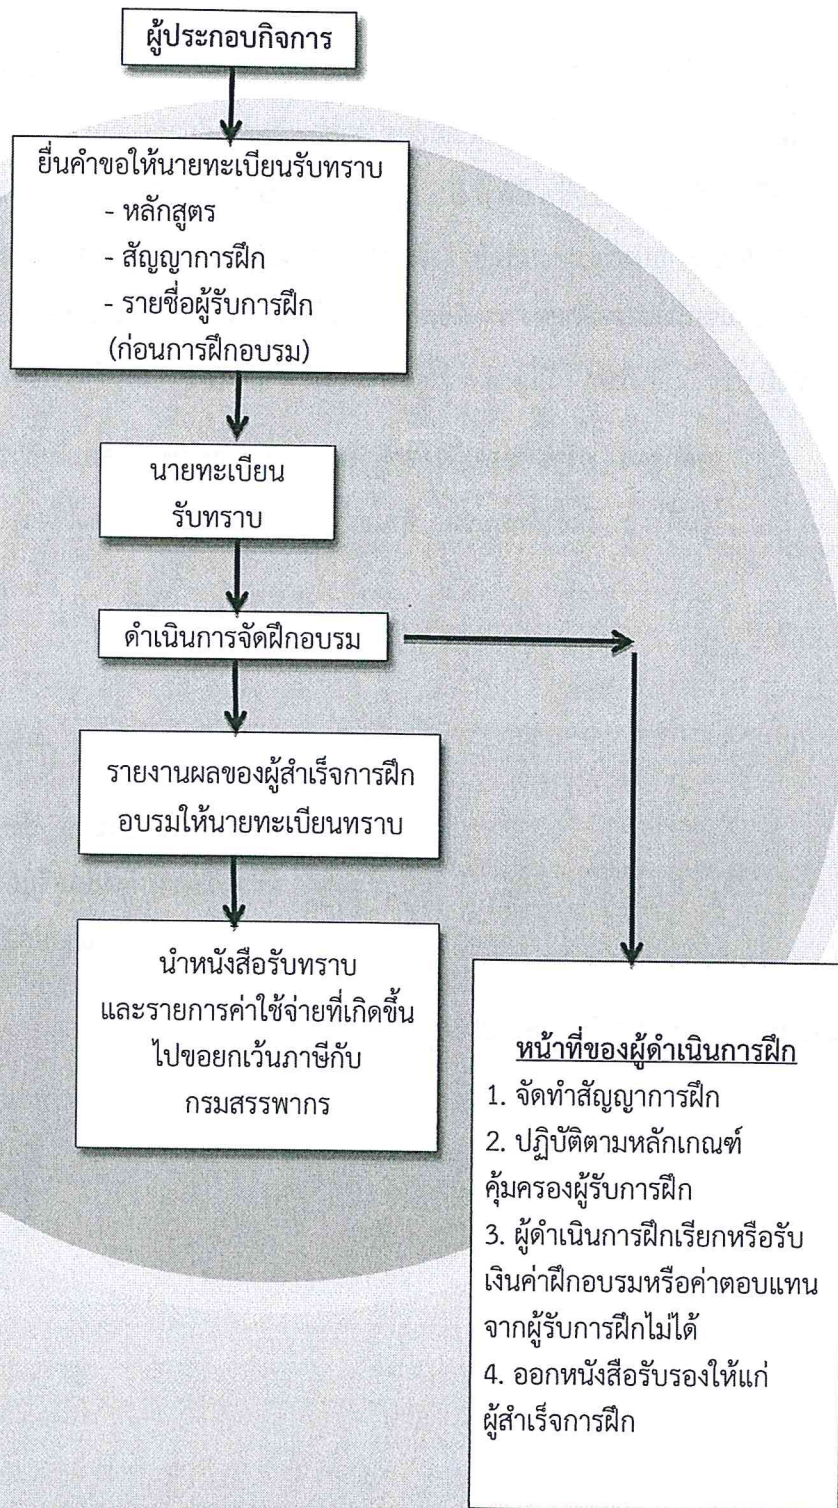 ผู้ประกอบกิจการ
ยื่นคำขอให้นายทะเบียนรับทราบ
- หลักสูตร
- สัญญาการฝึก
- รายชื่อผู้รับการฝึก
(ก่อนการฝึกอบรม)
นายทะเบียน
รับทราบ
ดำเนินการจัดฝึกอบรม
รายงานผลของผู้สำเร็จการฝึก
อบรมให้นายทะเบียนทราบ
นำหนังสือรับทราบ
และรายการค่าใช้จ่ายที่เกิดขึ้น
ไปขอยกเว้นภาษีกับ
กรมสรรพากร
หน้าที่ของผู้ดำเนินการฝึก
1. จัดทำสัญญาการฝึก
2. ปฏิบัติตามหลักเกณฑ์
คุ้มครองผู้รับการฝึก
3. ผู้ดำเนินการฝึกเรียกหรือรับ
เงินค่าฝึกอบรมหรือค่าตอบแทน
จากผู้รับการฝึกไม่ได้
4. ออกหนังสือรับรองให้แก่
ผู้สำเร็จการฝึก